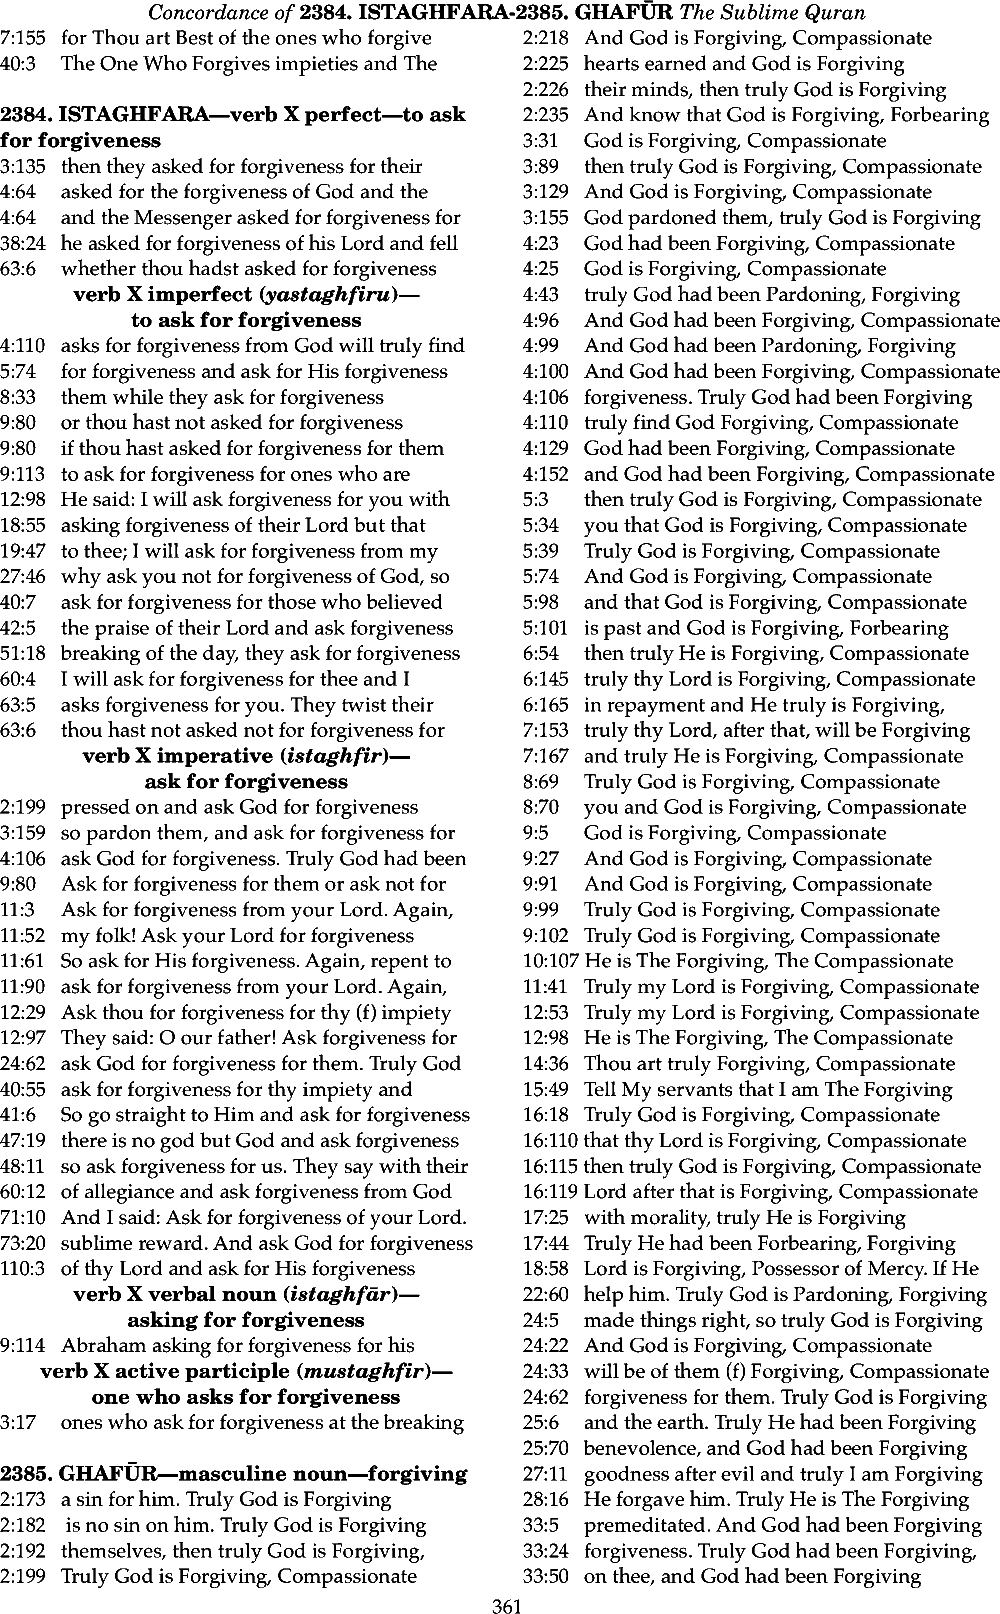 Concordance of 2384. ISTAGHFARA-2385. GHAFŪR The Sublime Quran
7:155 for Thou art Best of the ones who forgive
40:3 The One Who Forgives impieties and The
2384. ISTAGHFARA—verb X perfect—to ask
for forgiveness
3:135 then they asked for forgiveness for their
4:64 asked for the forgiveness of God and the
4:64 and the Messenger asked for forgiveness for
38:24 he asked for forgiveness of his Lord and fell
63:6 whether thou hadst asked for forgiveness
verb X imperfect (yastaghfiru)—
to ask for forgiveness
4:110 asks for forgiveness from God will truly find
5:74 for forgiveness and ask for His forgiveness
8:33 them while they ask for forgiveness
9:80 or thou hast not asked for forgiveness
9:80 if thou hast asked for forgiveness for them
9:113 to ask for forgiveness for ones who are
12:98 He said: I will ask forgiveness for you with
18:55 asking forgiveness of their Lord but that
19:47 to thee; I will ask for forgiveness from my
27:46 why ask you not for forgiveness of God, so
40:7 ask for forgiveness for those who believed
42:5 the praise of their Lord and ask forgiveness
51:18 breaking of the day, they ask for forgiveness
60:4 I will ask for forgiveness for thee and I
63:5 asks forgiveness for you. They twist their
63:6 thou hast not asked not for forgiveness for
verb X imperative (istaghfir)—
ask for forgiveness
2:199 pressed on and ask God for forgiveness
3:159 so pardon them, and ask for forgiveness for
4:106 ask God for forgiveness. Truly God had been
9:80 Ask for forgiveness for them or ask not for
11:3 Ask for forgiveness from your Lord. Again,
11:52 my folk! Ask your Lord for forgiveness
11:61 So ask for His forgiveness. Again, repent to
11:90 ask for forgiveness from your Lord. Again,
12:29 Ask thou for forgiveness for thy (f) impiety
12:97 They said: O our father! Ask forgiveness for
24:62 ask God for forgiveness for them. Truly God
40:55 ask for forgiveness for thy impiety and
41:6 So go straight to Him and ask for forgiveness
47:19 there is no god but God and ask forgiveness
48:11 so ask forgiveness for us. They say with their
60:12 of allegiance and ask forgiveness from God
71:10 And I said: Ask for forgiveness of your Lord.
73:20 sublime reward. And ask God for forgiveness
110:3 of thy Lord and ask for His forgiveness
verb X verbal noun (istaghfār)—
asking for forgiveness
9:114 Abraham asking for forgiveness for his
verb X active participle (mustaghfir)—
one who asks for forgiveness
3:17 ones who ask for forgiveness at the breaking
2385. GHAFŪR—masculine noun—forgiving
2:173 a sin for him. Truly God is Forgiving
2:182 is no sin on him. Truly God is Forgiving
2:192 themselves, then truly God is Forgiving,
2:199 Truly God is Forgiving, Compassionate
2:218 And God is Forgiving, Compassionate
2:225 hearts earned and God is Forgiving
2:226 their minds, then truly God is Forgiving
2:235 And know that God is Forgiving, Forbearing
3:31 God is Forgiving, Compassionate
3:89 then truly God is Forgiving, Compassionate
3:129 And God is Forgiving, Compassionate
3:155 God pardoned them, truly God is Forgiving
4:23 God had been Forgiving, Compassionate
4:25 God is Forgiving, Compassionate
4:43 truly God had been Pardoning, Forgiving
4:96 And God had been Forgiving, Compassionate
4:99 And God had been Pardoning, Forgiving
4:100 And God had been Forgiving, Compassionate
4:106 forgiveness. Truly God had been Forgiving
4:110 truly find God Forgiving, Compassionate
4:129 God had been Forgiving, Compassionate
4:152 and God had been Forgiving, Compassionate
5:3 then truly God is Forgiving, Compassionate
5:34 you that God is Forgiving, Compassionate
5:39 Truly God is Forgiving, Compassionate
5:74 And God is Forgiving, Compassionate
5:98 and that God is Forgiving, Compassionate
5:101 is past and God is Forgiving, Forbearing
6:54 then truly He is Forgiving, Compassionate
6:145 truly thy Lord is Forgiving, Compassionate
6:165 in repayment and He truly is Forgiving,
7:153 truly thy Lord, after that, will be Forgiving
7:167 and truly He is Forgiving, Compassionate
8:69 Truly God is Forgiving, Compassionate
8:70 you and God is Forgiving, Compassionate
9:5 God is Forgiving, Compassionate
9:27 And God is Forgiving, Compassionate
9:91 And God is Forgiving, Compassionate
9:99 Truly God is Forgiving, Compassionate
9:102 Truly God is Forgiving, Compassionate
10:107 He is The Forgiving, The Compassionate
11:41 Truly my Lord is Forgiving, Compassionate
12:53 Truly my Lord is Forgiving, Compassionate
12:98 He is The Forgiving, The Compassionate
14:36 Thou art truly Forgiving, Compassionate
15:49 Tell My servants that I am The Forgiving
16:18 Truly God is Forgiving, Compassionate
16:110 that thy Lord is Forgiving, Compassionate
16:115 then truly God is Forgiving, Compassionate
16:119 Lord after that is Forgiving, Compassionate
17:25 with morality, truly He is Forgiving
17:44 Truly He had been Forbearing, Forgiving
18:58 Lord is Forgiving, Possessor of Mercy. If He
22:60 help him. Truly God is Pardoning, Forgiving
24:5 made things right, so truly God is Forgiving
24:22 And God is Forgiving, Compassionate
24:33 will be of them (f) Forgiving, Compassionate
24:62 forgiveness for them. Truly God is Forgiving
25:6 and the earth. Truly He had been Forgiving
25:70 benevolence, and God had been Forgiving
27:11 goodness after evil and truly I am Forgiving
28:16 He forgave him. Truly He is The Forgiving
33:5 premeditated. And God had been Forgiving
33:24 forgiveness. Truly God had been Forgiving,
33:50 on thee, and God had been Forgiving
361